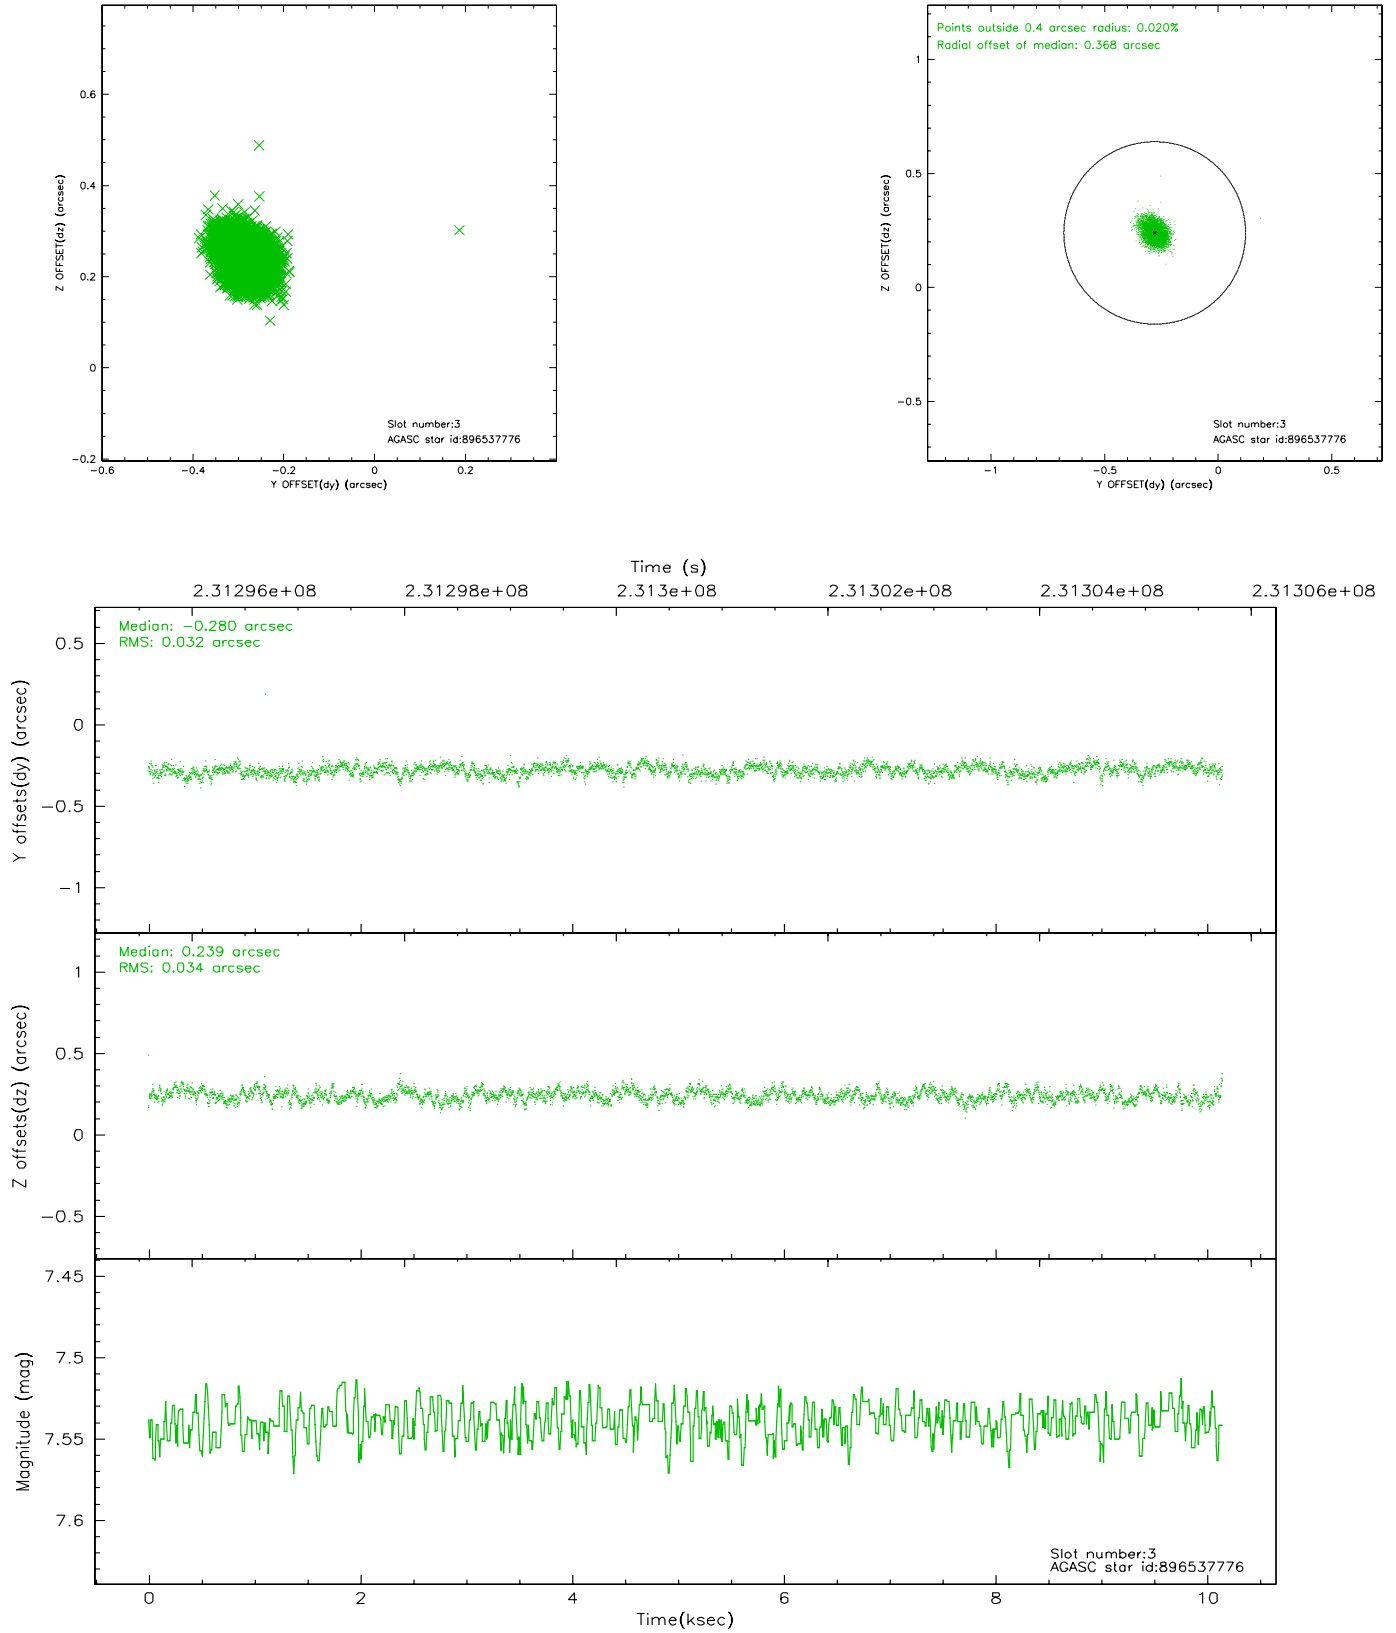 0.6
0.4
0.2
0
-0.2
Z OFFSET(dz) (arcsec)
Slot number:3
AGASC star id:896537776
-0.6
-0.4
-0.2
0
0.2
Y OFFSET(dy) (arcsec)
Points outside 0.4 arcsec radius: 0.020%
Radial offset of median: 0.368 arcsec
1
0.5
0
-0.5
Z OFFSET(dz) (arcsec)
Slot number:3
AGASC star id:896537776
-1
-0.5
0
0.5
Y OFFSET(dy) (arcsec)
Time (s)
2.31296e+08
2.31298e+08
2.313e+08
2.31302e+08
2.31304e+08
2.31306e+08
Median: -0.280 arcsec
RMS: 0.032 arcsec
0.5
0
-0.5
-1
Y offsets(dy) (arcsec)
Median: 0.239 arcsec
RMS: 0.034 arcsec
1
0.5
0
-0.5
Z offsets(dz) (arcsec)
7.45
7.5
7.55
7.6
Magnitude (mag)
Slot number:3
AGASC star id:896537776
0
2
4
6
8
10
Time(ksec)